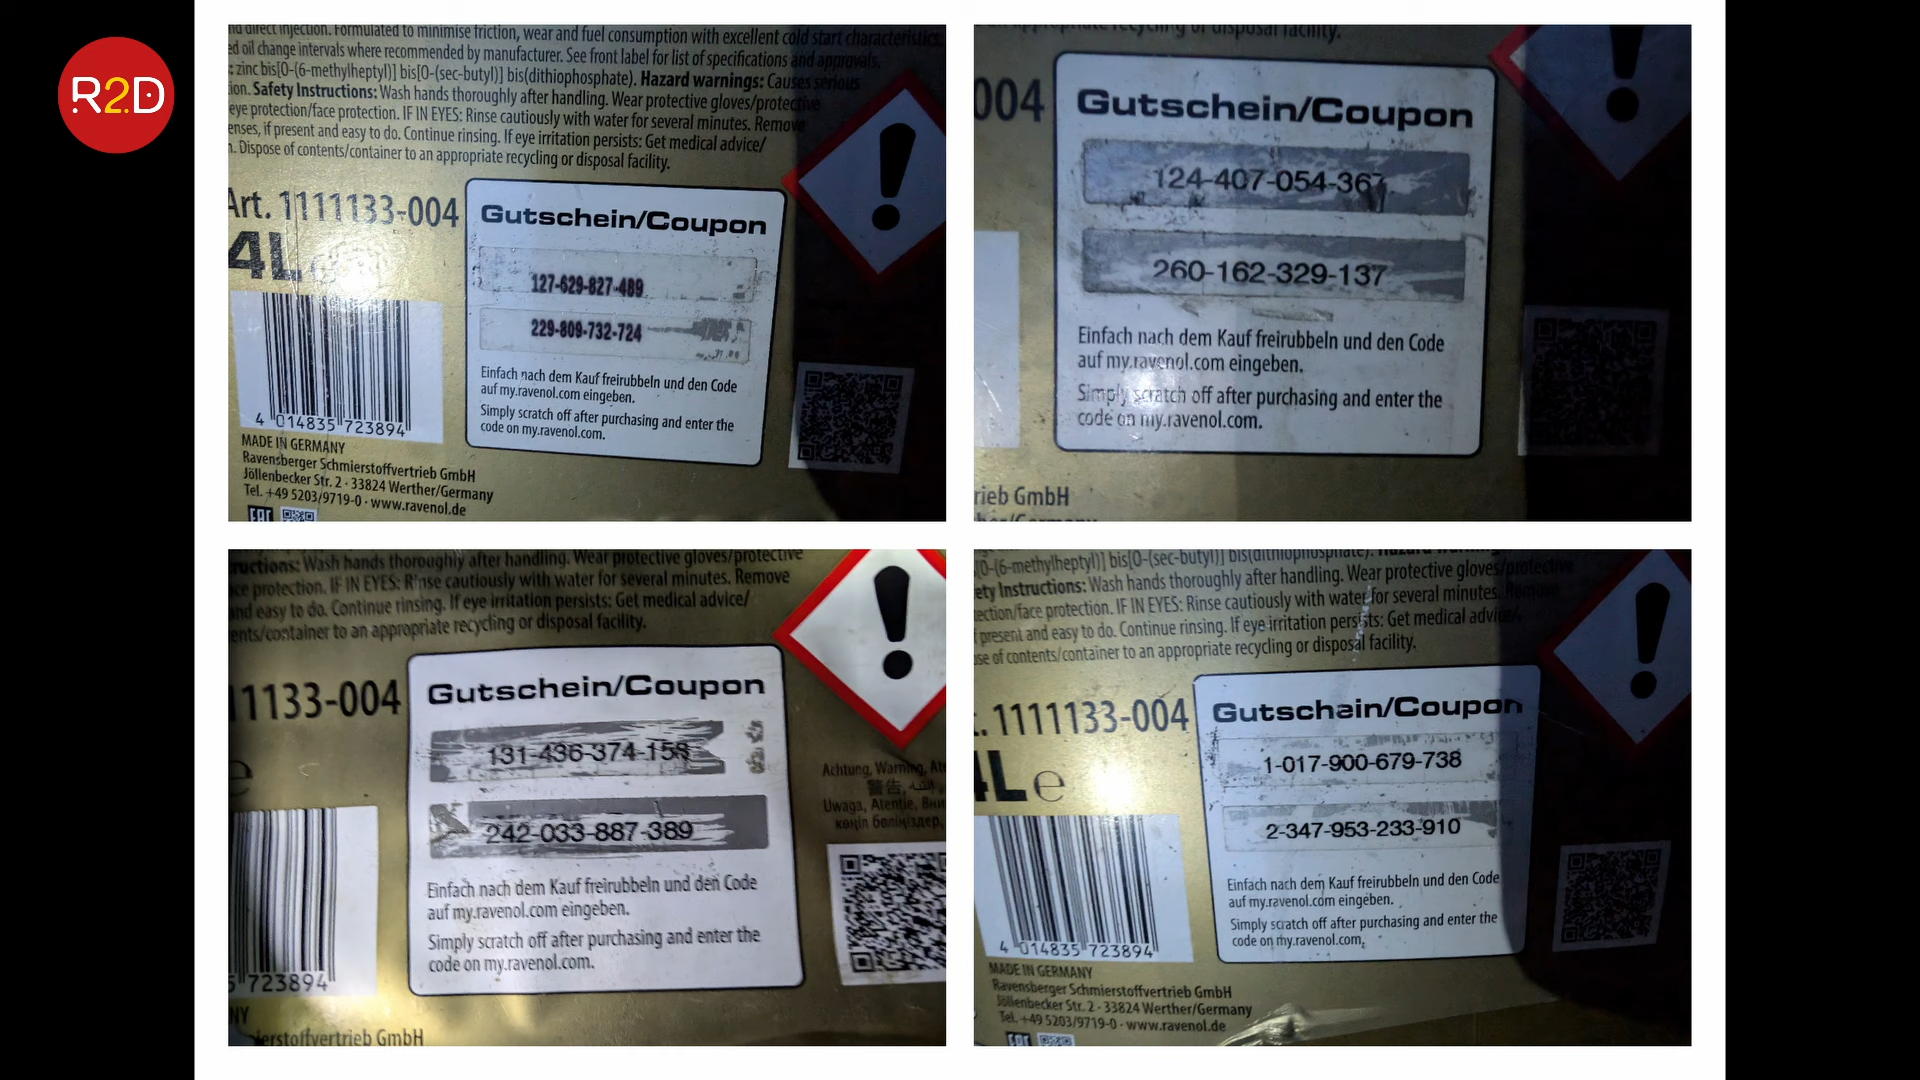 R2D
nd direct injection. Formulated to minimise friction, wear and fuel consumption with excellent cold start characteristics.
ed oil change intervals where recommended by manufacturer. See front label for list of specifications and approvals.
: zinc bis[O-(6-methylheptyl)] bis[O-(sec-butyl)] bis(dithiophosphate). Hazard warnings: Causes serious
ion. Safety Instructions: Wash hands thoroughly after handling. Wear protective gloves/protective
eye protection/face protection. IF IN EYES: Rinse cautiously with water for several minutes. Remove
enses, if present and easy to do. Continue rinsing. If eye irritation persists: Get medical advice/
n. Dispose of contents/container to an appropriate recycling or disposal facility.
Art. 1111133-004
4L
Gutschein/Coupon
127-629-827-489
229-809-732-724
Einfach nach dem Kauf freirubbeln und den Code
auf my.ravenol.com eingeben.
Simply scratch off after purchasing and enter the
code on my.ravenol.com.
4 014835 723894
MADE IN GERMANY
Ravensberger Schmierstoffvertrieb GmbH
Jöllenbecker Str. 2 · 33824 Werther/Germany
Tel. +49 5203/9719-0 · www.ravenol.de
EAC
appropriate recycling or disposal facility.
004
Gutschein/Coupon
124-407-054-367
260-162-329-137
Einfach nach dem Kauf freirubbeln und den Code
auf my.ravenol.com eingeben.
Simply scratch off after purchasing and enter the
code on my.ravenol.com.
rieb GmbH
ructions: Wash hands thoroughly after handling. Wear protective gloves/protective
ace protection. IF IN EYES: Rinse cautiously with water for several minutes. Remove
and easy to do. Continue rinsing. If eye irritation persists: Get medical advice/
ents/container to an appropriate recycling or disposal facility.
11133-004
e
Gutschein/Coupon
131-436-374-158
242-033-887-389
Einfach nach dem Kauf freirubbeln und den Code
auf my.ravenol.com eingeben.
Simply scratch off after purchasing and enter the
code on my.ravenol.com.
Achtung, Warning, At
警告,
Uwaga, Atenție, Вни
көңіл бөліңіздер,
5 723894
NY
ierstoffvertrieb GmbH
[O-(6-methylheptyl)] bis[O-(sec-butyl)] bis(dithiophosphate).
ety Instructions: Wash hands thoroughly after handling. Wear protective gloves/protective
ection/face protection. IF IN EYES: Rinse cautiously with water for several minutes. Remove
f present and easy to do. Continue rinsing. If eye irritation persists: Get medical advice/
se of contents/container to an appropriate recycling or disposal facility.
. 1111133-004
4L e
Gutschein/Coupon
1-017-900-679-738
2-347-953-233-910
Einfach nach dem Kauf freirubbeln und den Code
auf my.ravenol.com eingeben.
Simply scratch off after purchasing and enter the
code on my.ravenol.com.
4 014835 723894
MADE IN GERMANY
Ravensberger Schmierstoffvertrieb GmbH
Jöllenbecker Str. 2 · 33824 Werther/Germany
Tel. +49 5203/9719-0 · www.ravenol.de
EAC